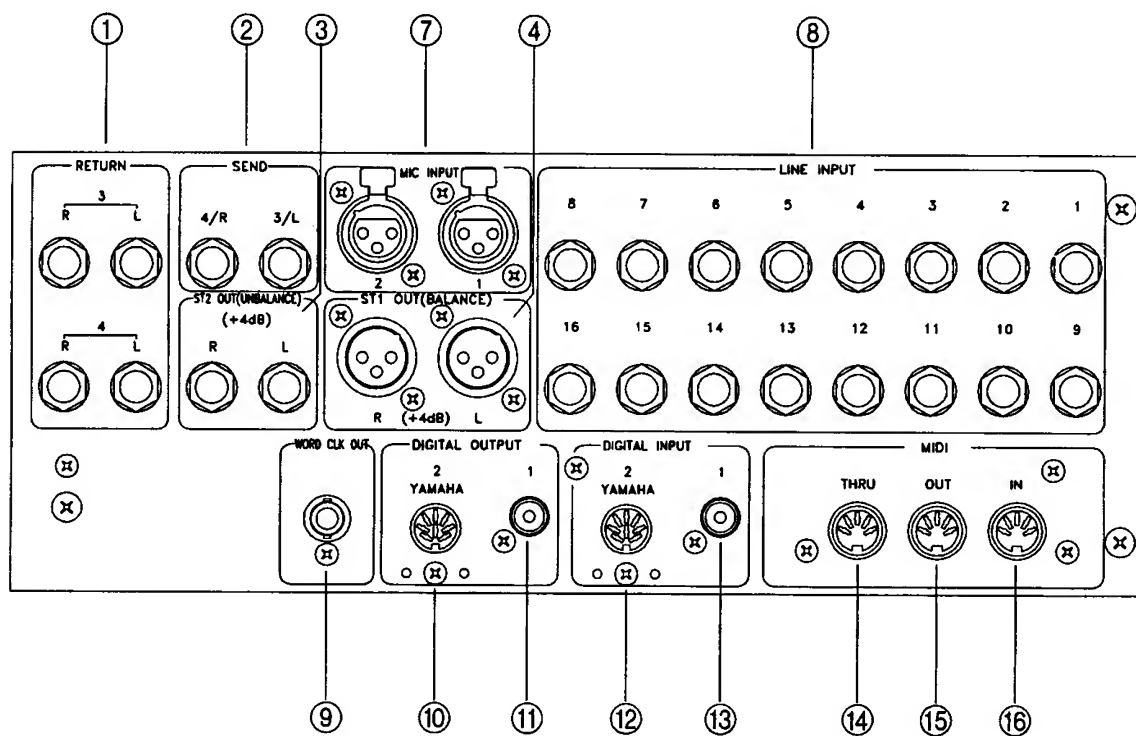 ① ② ③ ⑦ ④ ⑧
RETURN
3
R L
4
R L
SEND
4/R 3/L
ST2 OUT(UNBALANCE)
(+4dB)
R L
MIC INPUT
2 1
ST1 OUT(BALANCE)
R (+4dB) L
LINE INPUT
8 7 6 5 4 3 2 1
16 15 14 13 12 11 10 9
WORD CLK OUT
DIGITAL OUTPUT
2 1
YAMAHA
DIGITAL INPUT
2 1
YAMAHA
MIDI
THRU OUT IN
⑨ ⑩ ⑪ ⑫ ⑬ ⑭ ⑮ ⑯